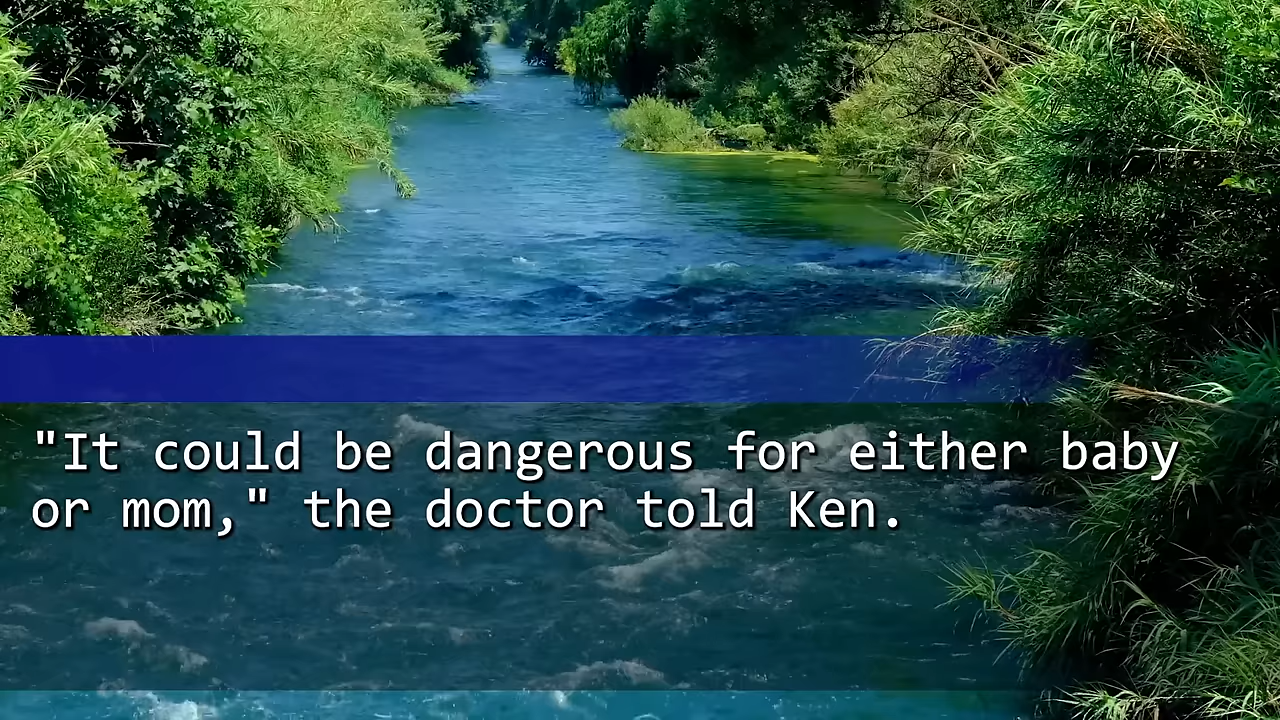 "It could be dangerous for either baby
or mom," the doctor told Ken.